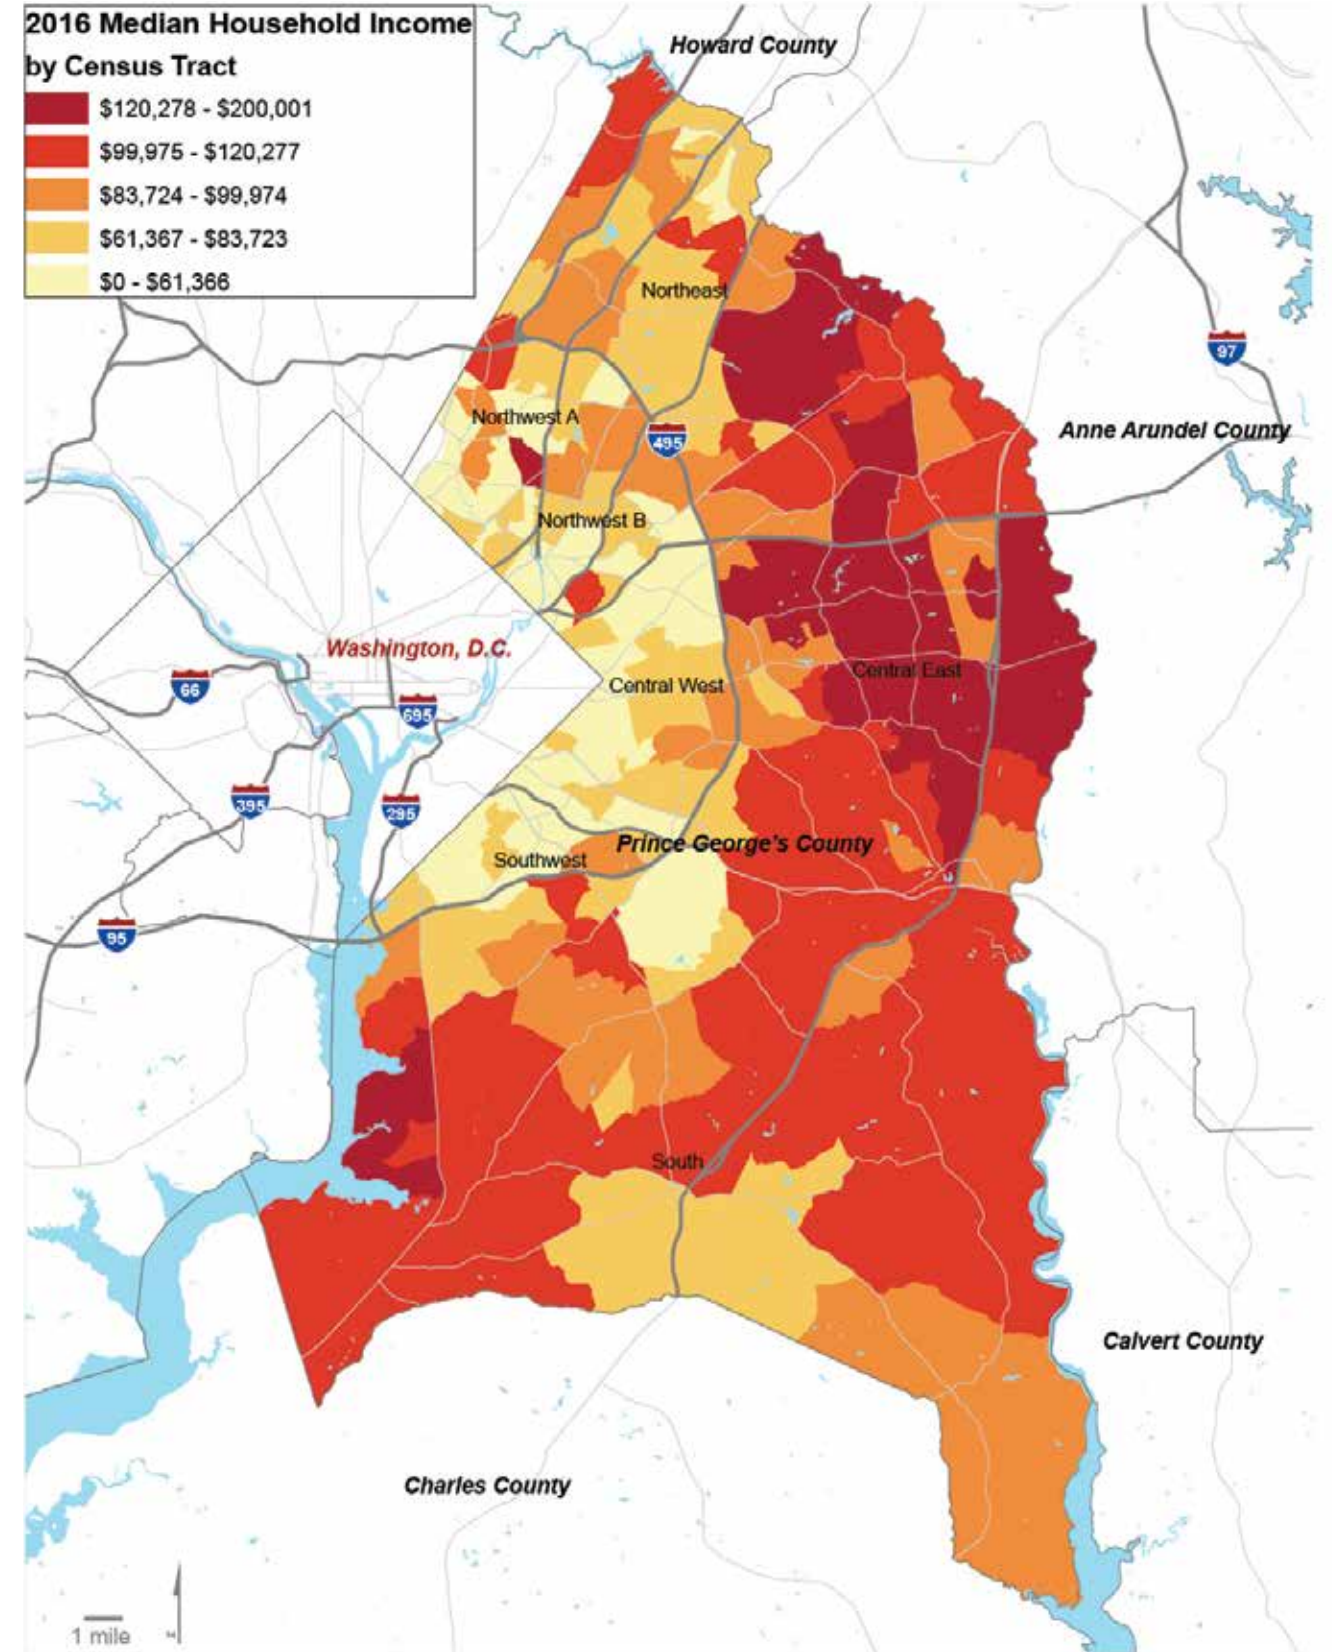 2016 Median Household Income
by Census Tract
$120,278 - $200,001
$99,975 - $120,277
$83,724 - $99,974
$61,367 - $83,723
$0 - $61,366
Howard County
Northeast
97
Northwest A
Anne Arundel County
495
Northwest B
Washington, D.C.
Central East
66
Central West
695
395
295
Prince George's County
Southwest
95
South
Calvert County
Charles County
1 mile
N